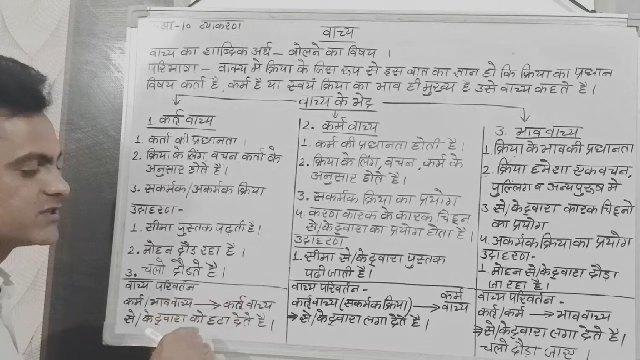 व्याकरण
वाच्य
वाच्य का शाब्दिक अर्थ - बोलने का विषय ।
परिभाषा - वाक्य में क्रिया के जिस रूप से इस बात का ज्ञान हो कि क्रिया का प्रधान
विषय कर्ता है, कर्म है या स्वयं क्रिया का भाव ही मुख्य है उसे वाच्य कहते हैं।
वाच्य के भेद
1. कर्तृ वाच्य
1. कर्ता की प्रधानता ।
2. क्रिया के लिंग, वचन कर्ता के
अनुसार होते है ।
3. सकर्मक/अकर्मक क्रिया
उदाहरण-
1. सीमा पुस्तक पढ़ती है।
2. मोहन दौड़ रहा है ।
3. चलो दौड़ते हैं ।
वाच्य परिवर्तन
कर्म/भाववाच्य → कर्तृ वाच्य
से/के द्वारा को हटा देते हैं ।
2. कर्म वाच्य
1. कर्म की प्रधानता होती है ।
2. क्रिया के लिंग, वचन, कर्म के
अनुसार होते है ।
3. सकर्मक क्रिया का प्रयोग
4. करण कारक के कारक चिह्न
से/के द्वारा का प्रयोग होता है ।
उदाहरण
1. सीमा से/के द्वारा पुस्तक
पढ़ी जाती है ।
वाच्य परिवर्तन -
कर्तृवाच्य (सकर्मक क्रिया) → कर्म वाच्य
⇒ से/के द्वारा लगा देते हैं ।
3. भाव वाच्य
1 क्रिया के भाव की प्रधानता
2. क्रिया हमेशा एकवचन,
पुल्लिंग व अन्य पुरुष में
3 से/के द्वारा कारक चिह्नों
का प्रयोग
4. अकर्मक क्रिया का प्रयोग
उदाहरण-
1 मोहन से/के द्वारा दौड़ा
जा रहा है ।
वाच्य परिवर्तन -
कर्तृ/कर्म → भाववाच्य
⇒ से/के द्वारा लगा देते हैं ।
चलो दौड़ा जाए ।